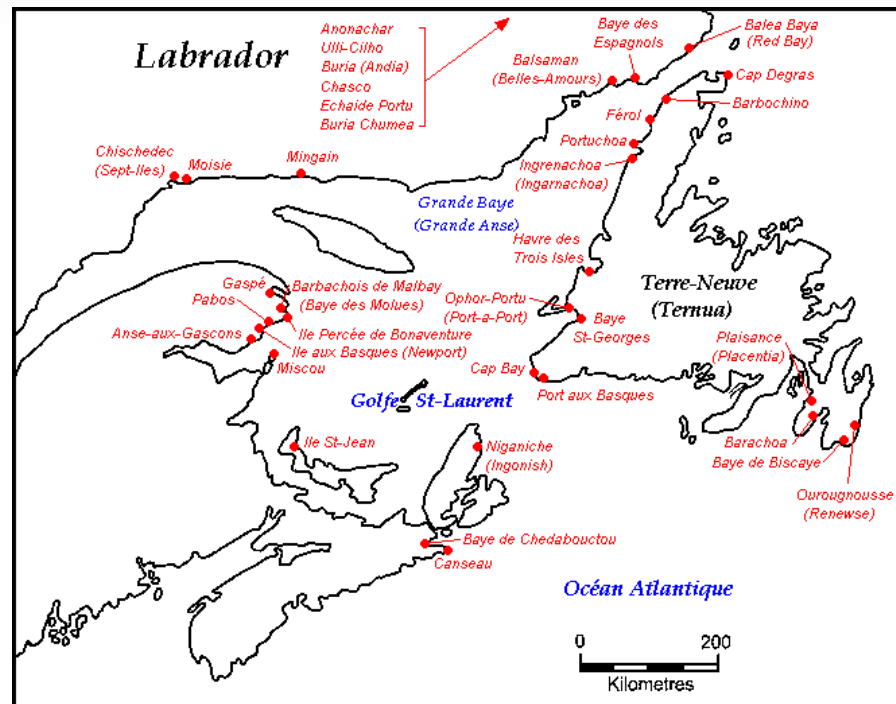 Labrador
Anonachar
Ulli-Cilho
Buria (Andia)
Chasco
Echaide Portu
Buria Chumea
Baye des
Espagnols
Balea Baya
(Red Bay)
Balsaman
(Belles-Amours)
Cap Degras
Barbochino
Férol
Portuchoa
Ingrenachoa
(Ingarnachoa)
Chischedec
(Sept-Iles)
Moisie
Mingain
Grande Baye
(Grande Anse)
Havre des
Trois Isles
Terre-Neuve
(Ternua)
Gaspé
Barbachois de Malbay
(Baye des Molues)
Pabos
Anse-aux-Gascons
Ile Percée de Bonaventure
Ile aux Basques (Newport)
Miscou
Ophor-Portu
(Port-a-Port)
Baye
St-Georges
Plaisance
(Placentia)
Cap Bay
Port aux Basques
Golfe St-Laurent
Barachoa
Baye de Biscaye
Ile St-Jean
Niganiche
(Ingonish)
Ourougnousse
(Renewse)
Baye de Chedabouctou
Canseau
Océan Atlantique
0 200
Kilometres